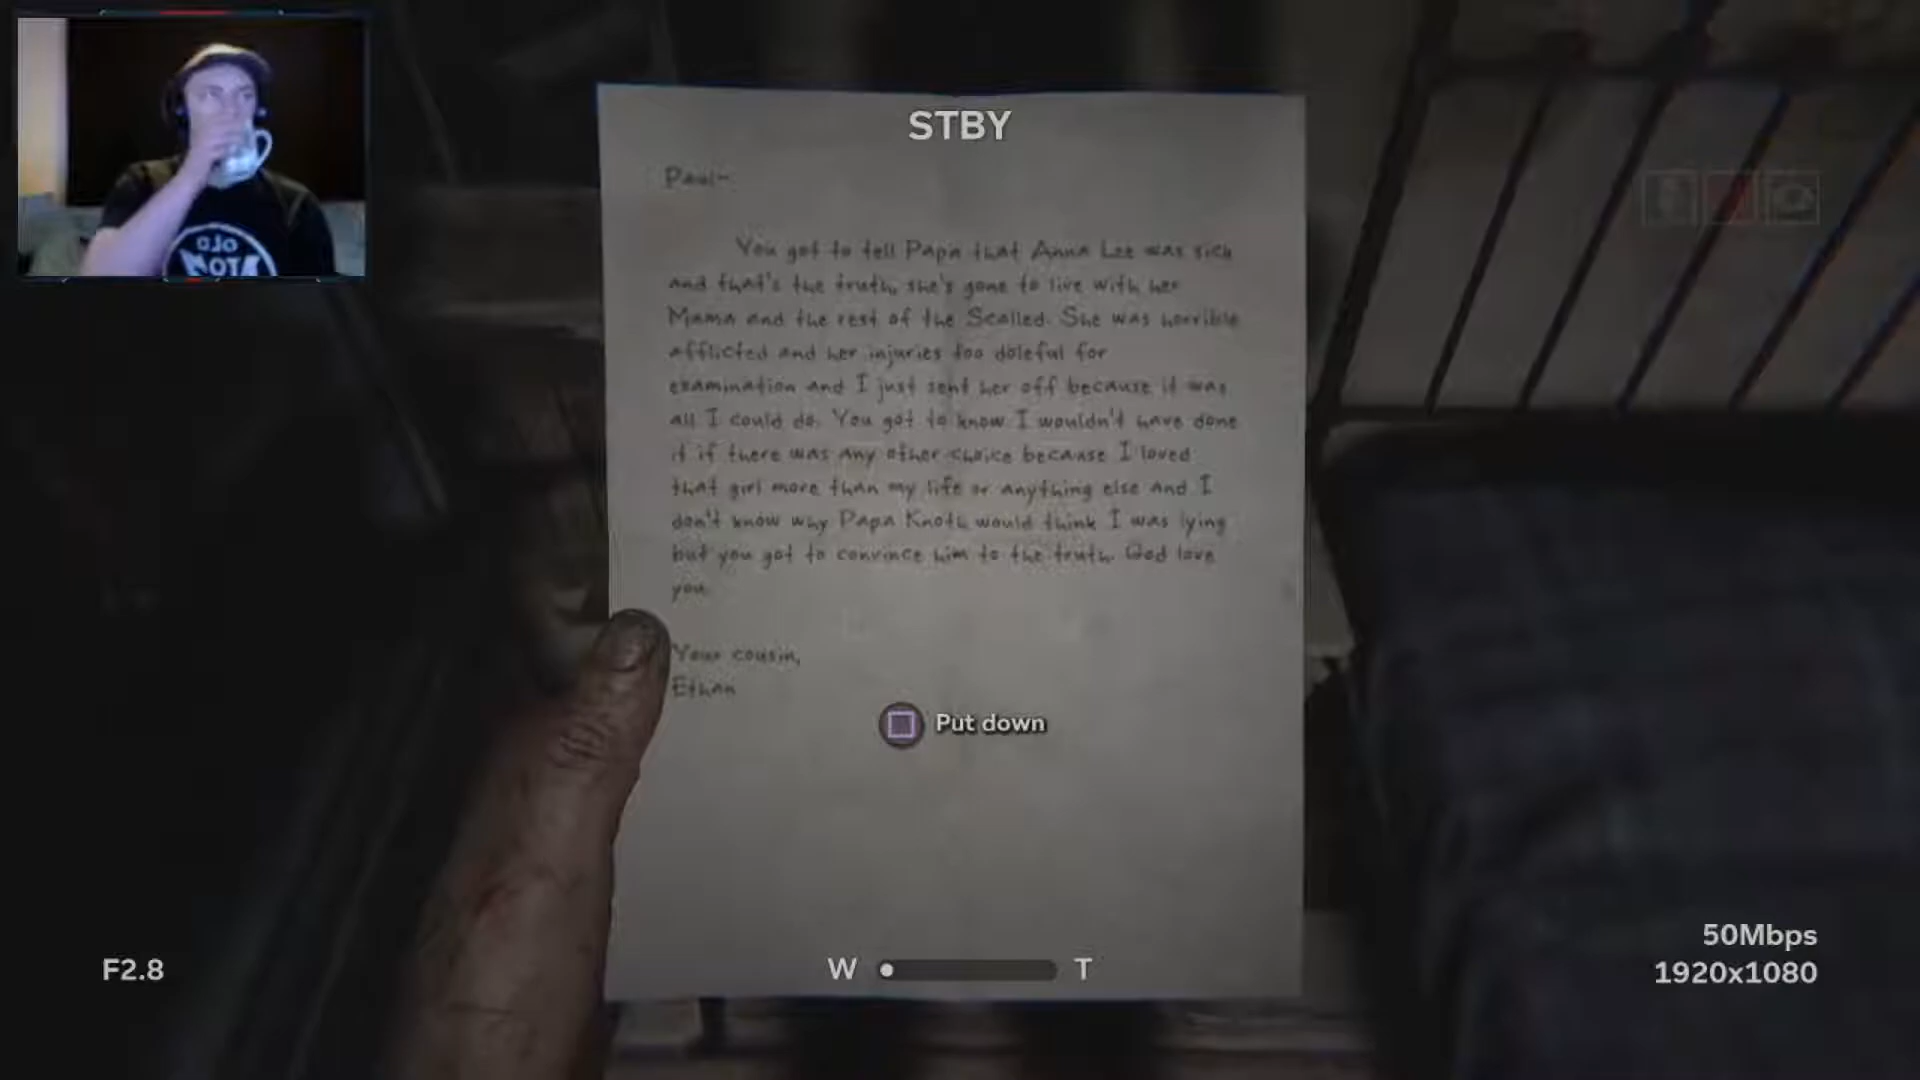 STBY
Paul-
You got to tell Papa that Anna Lee was sick
and that's the truth, she's gone to live with her
Mama and the rest of the Scalled. She was horrible
afflicted and her injuries too doleful for
examination and I just sent her off because it was
all I could do. You got to know I wouldn't have done
it if there was any other choice because I loved
that girl more than my life or anything else and I
don't know why Papa Knoth would think I was lying
but you got to convince him to the truth. God love
you.
Your cousin,
Ethan
Put down
F2.8
W T
50Mbps
1920x1080
OLD